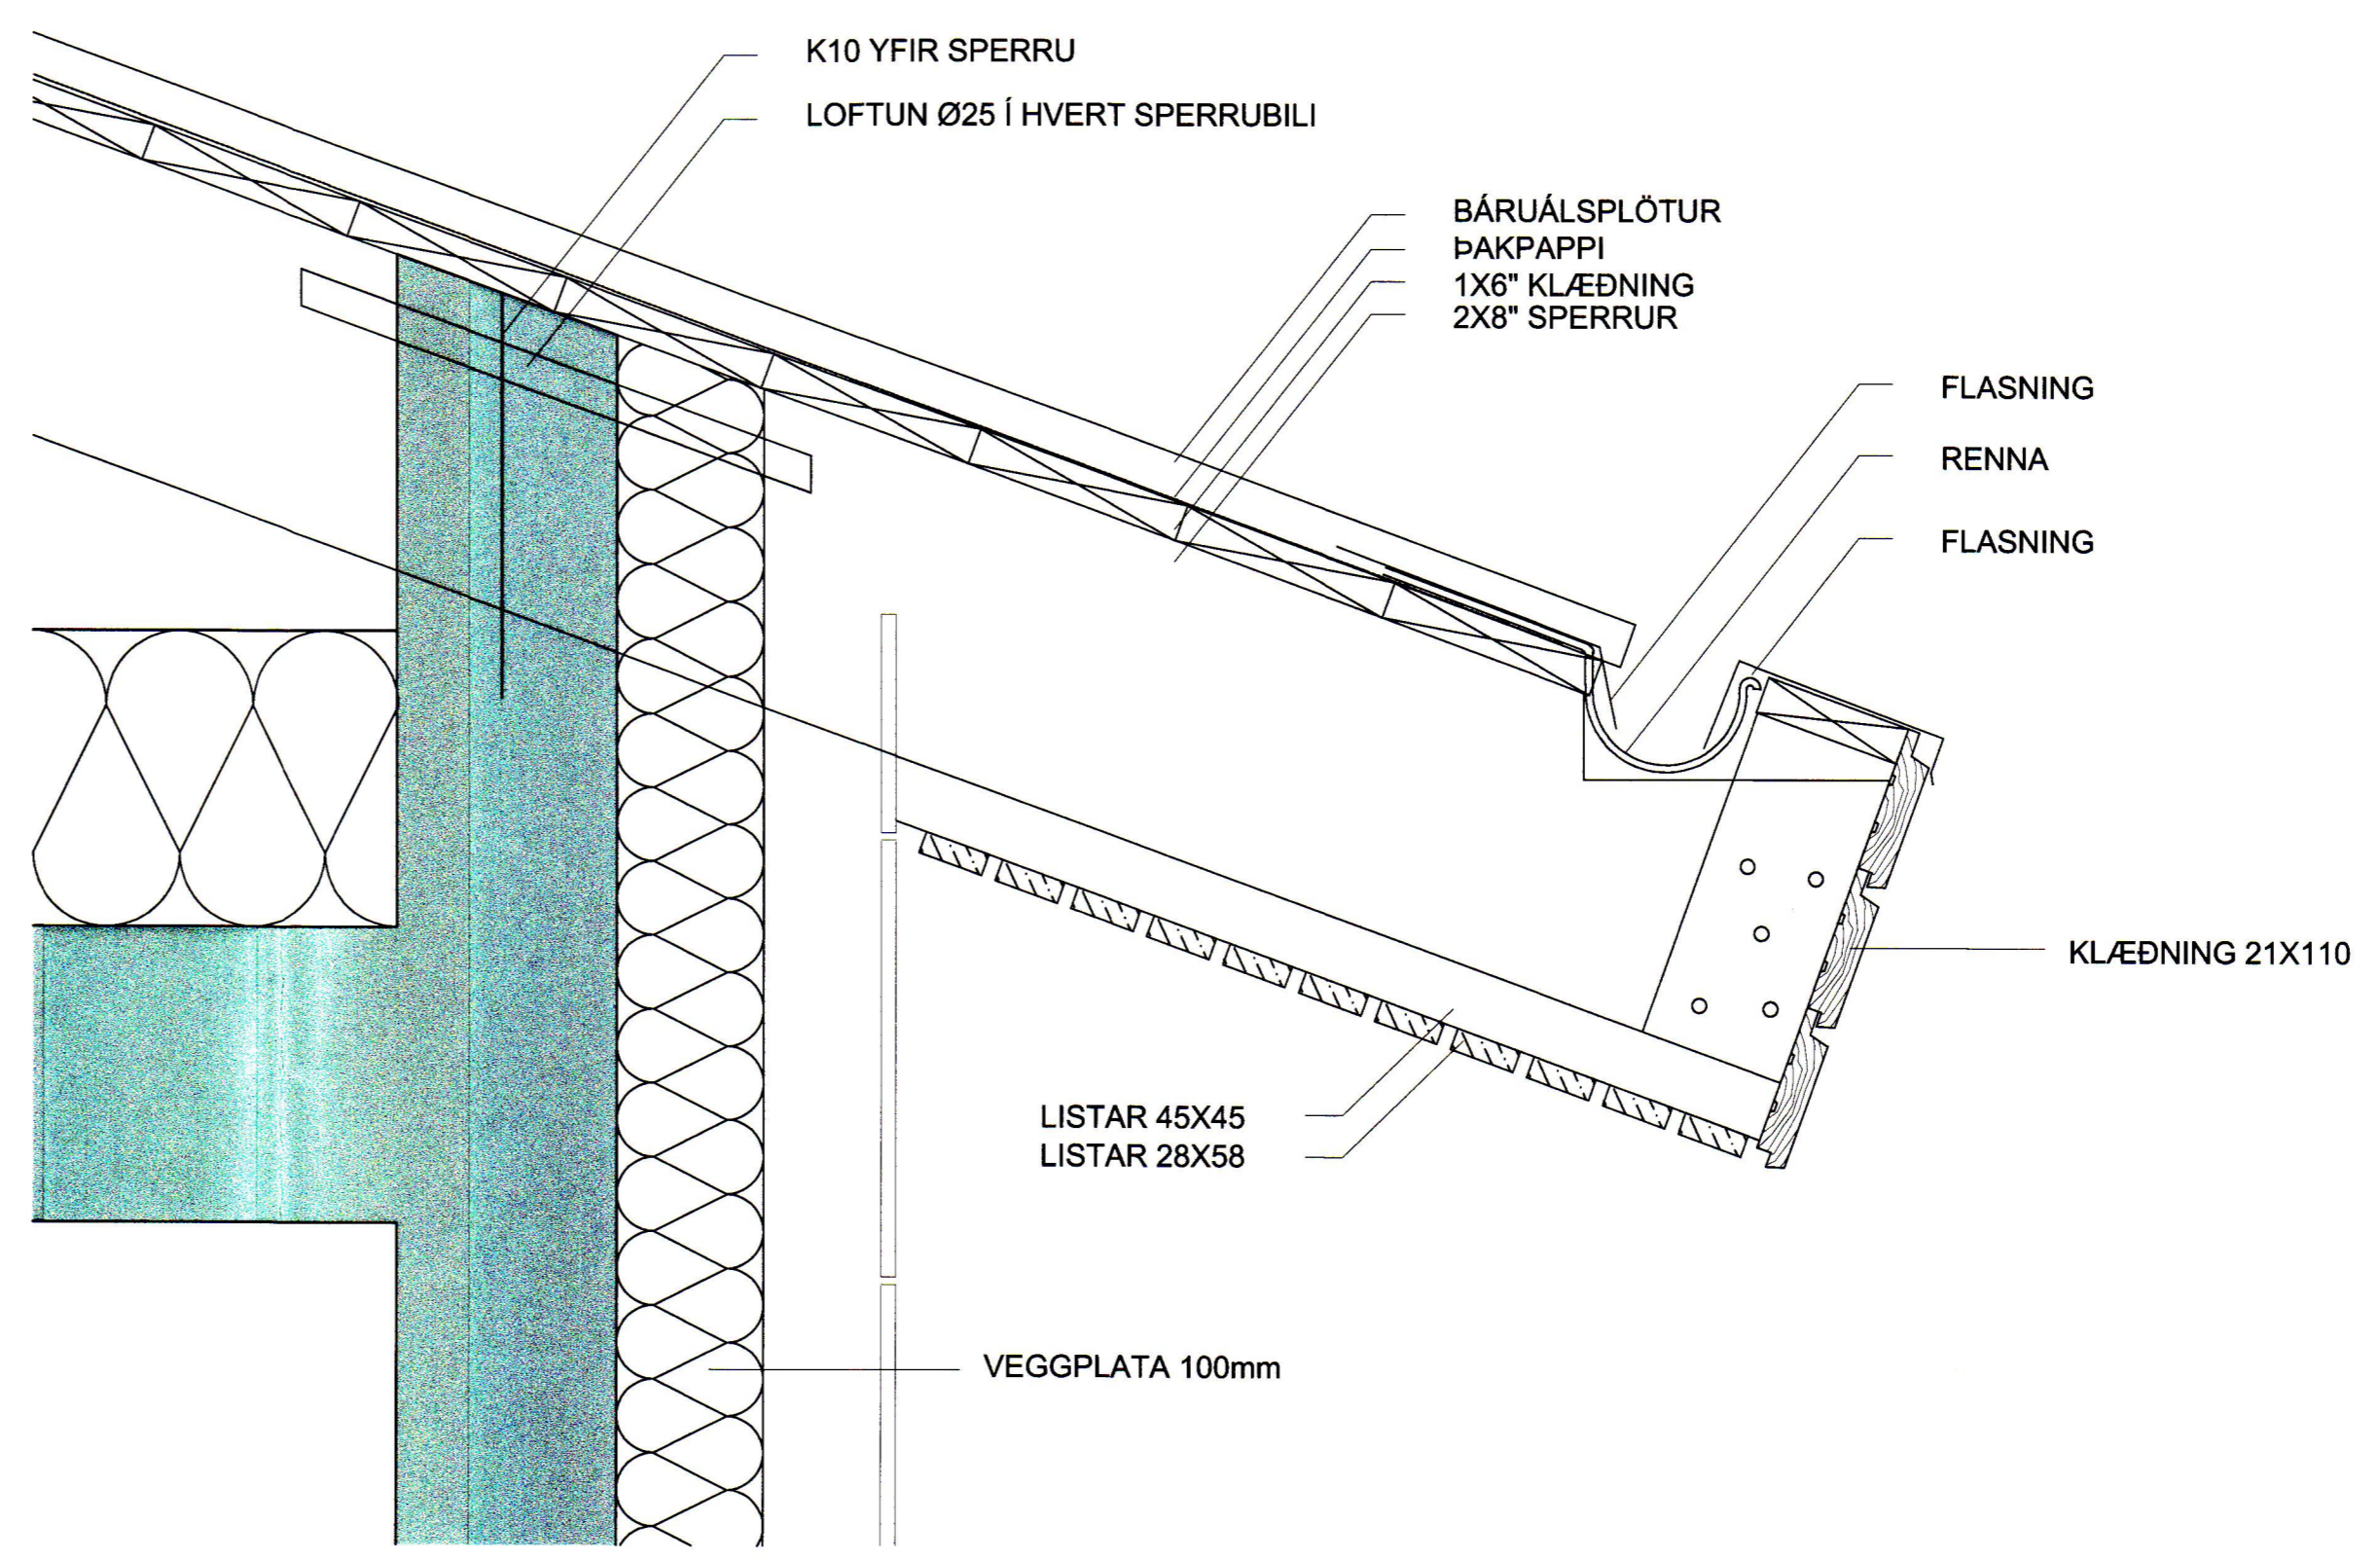 K10 YFIR SPERRU
LOFTUN Ø25 Í HVERT SPERRUBILI
BÁRUÁLSPLÖTUR
ÞAKPAPPI
1X6" KLÆÐNING
2X8" SPERRUR
FLASNING
RENNA
FLASNING
KLÆÐNING 21X110
LISTAR 45X45
LISTAR 28X58
VEGGPLATA 100mm